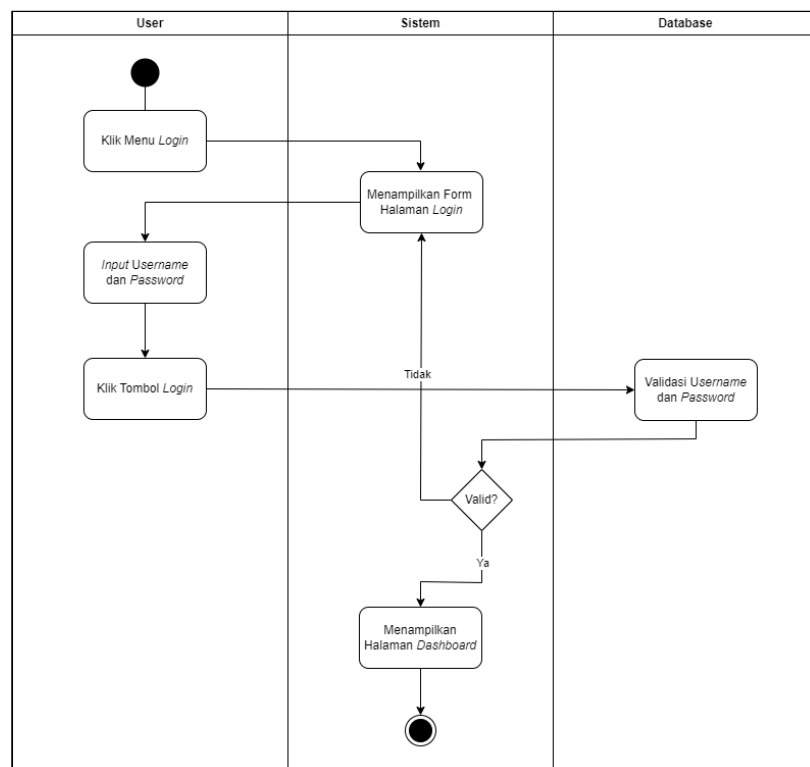 User
Sistem
Database
Klik Menu Login
Menampilkan Form
Halaman Login
Input Username
dan Password
Klik Tombol Login
Tidak
Validasi Username
dan Password
Valid?
Ya
Menampilkan
Halaman Dashboard